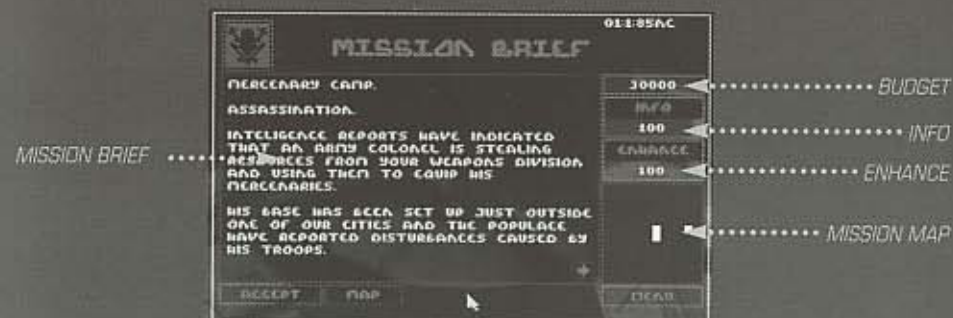 01:1:85NC
MISSION BRIEF
MERCENARY CAMP.
ASSASSINATION.
INTELIGENCE REPORTS HAVE INDICATED
THAT AN ARMY COLONEL IS STEALING
RESOURCES FROM YOUR WEAPONS DIVISION
AND USING THEM TO EQUIP HIS
MERCENARIES.
HIS BASE HAS BEEN SET UP JUST OUTSIDE
ONE OF OUR CITIES AND THE POPULACE
HAVE REPORTED DISTURBANCES CAUSED BY
HIS TROOPS.
ACCEPT MAP
30000
INFO
100
ENHANCE
100
MENU
MISSION BRIEF
BUDGET
INFO
ENHANCE
MISSION MAP